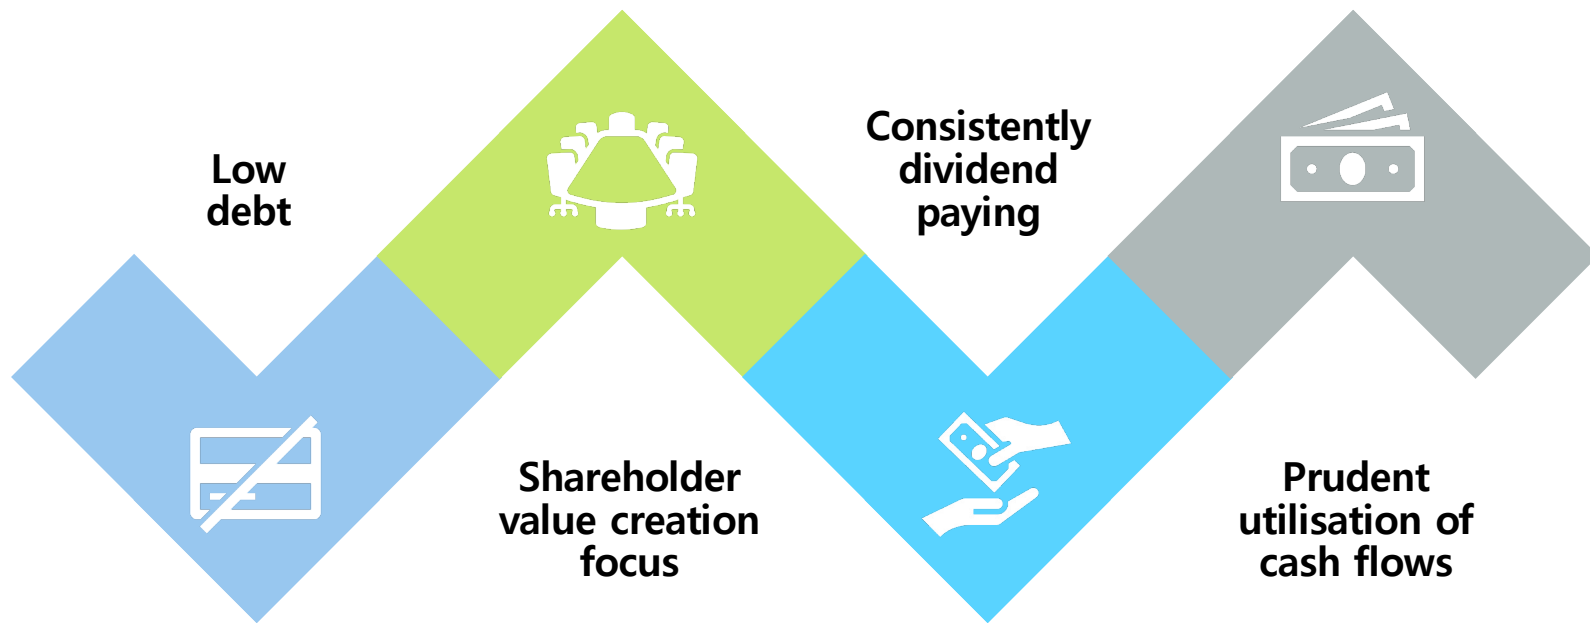 Low
debt
Shareholder
value creation
focus
Consistently
dividend
paying
Prudent
utilisation of
cash flows